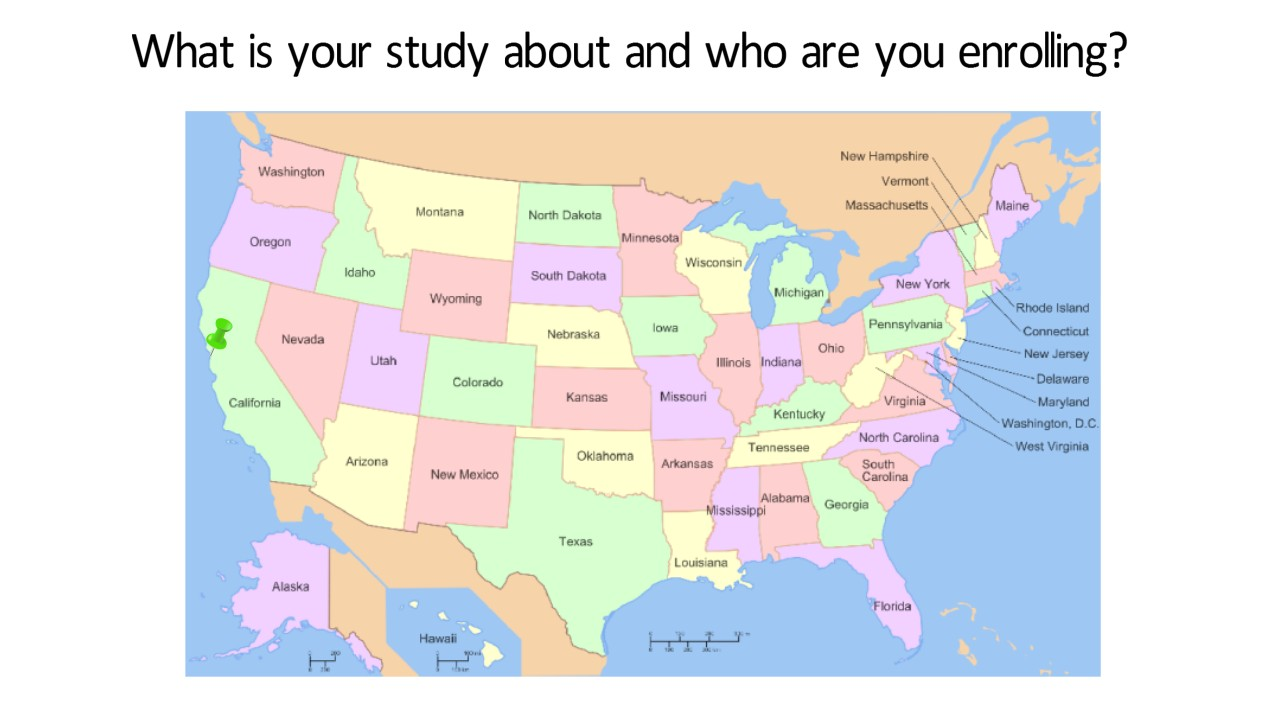 What is your study about and who are you enrolling?
New Hampshire
Vermont
Massachusetts
Washington
Montana
North Dakota
Minnesota
Maine
Oregon
Idaho
Wyoming
South Dakota
Wisconsin
Michigan
New York
Rhode Island
Connecticut
New Jersey
Delaware
Maryland
Washington, D.C.
West Virginia
Nevada
Utah
Colorado
Nebraska
Iowa
Illinois
Indiana
Ohio
Pennsylvania
California
Kansas
Missouri
Kentucky
Virginia
Arizona
New Mexico
Oklahoma
Arkansas
Tennessee
North Carolina
South
Carolina
Texas
Louisiana
Mississippi
Alabama
Georgia
Florida
Alaska
Hawaii